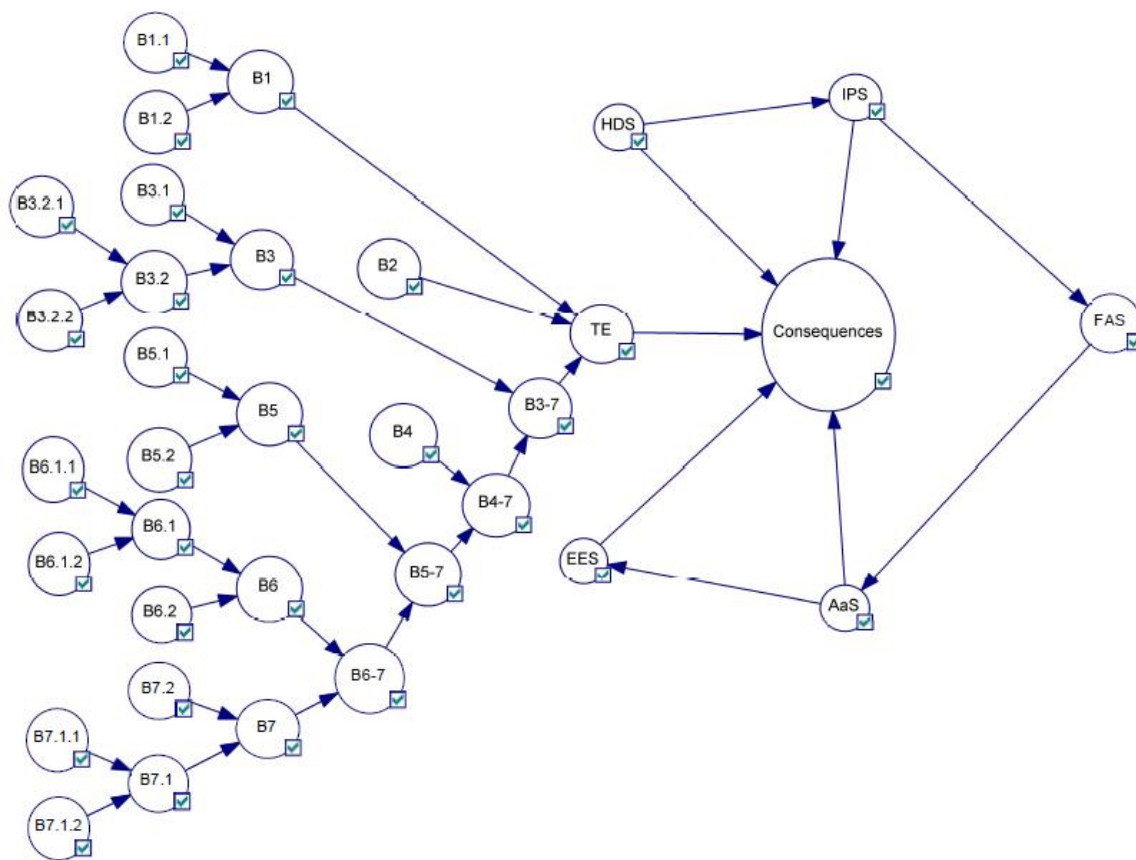 B1.1
B1
B1.2
B3.1
B3.2.1
B3
B3.2
B3.2.2
B2
B5.1
B5
B5.2
B4
B6.1.1
B6.1
B6.1.2
B6
B6.2
B7.2
B7
B7.1.1
B7.1
B7.1.2
B6-7
B5-7
B4-7
B3-7
TE
HDS
IPS
Consequences
FAS
EES
AaS